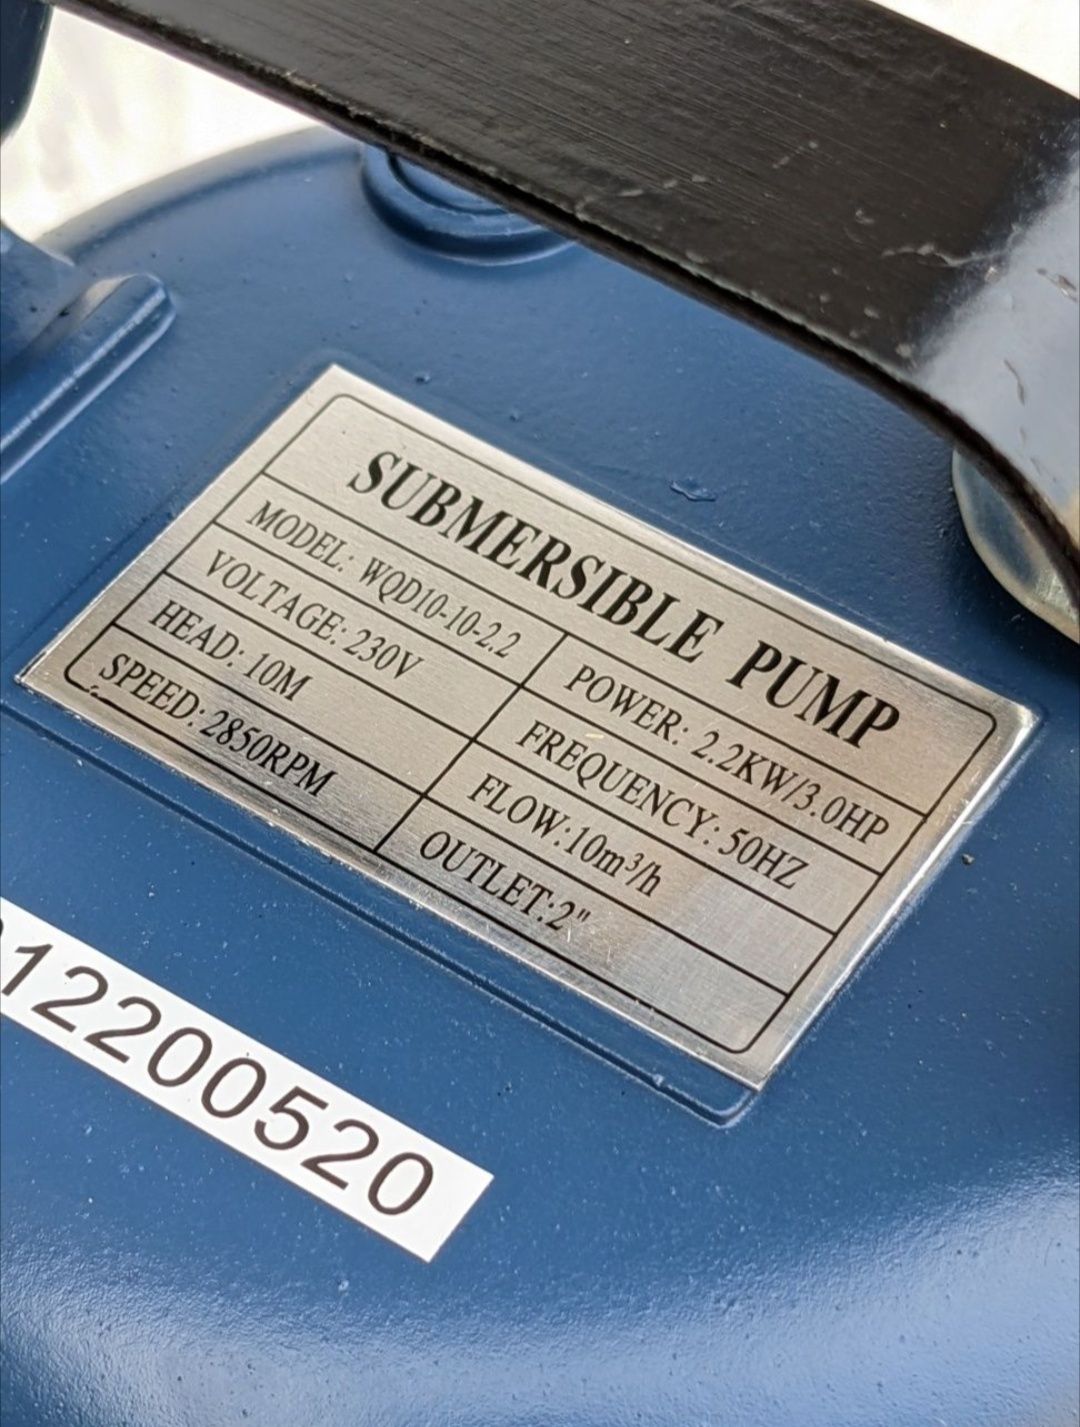 SUBMERSIBLE PUMP
MODEL: WQD10-10-2.2 POWER: 2.2KW/3.0HP
VOLTAGE: 230V FREQUENCY: 50HZ
HEAD: 10M FLOW: 10m³/h
SPEED: 2850RPM OUTLET: 2"
12200520